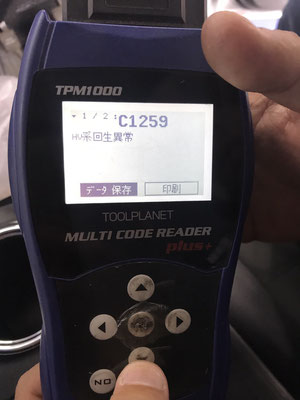 TPM1000
1/2:C1259
HV系回生異常
データ保存 印刷
TOOLPLANET
MULTI CODE READER
plus+
NO